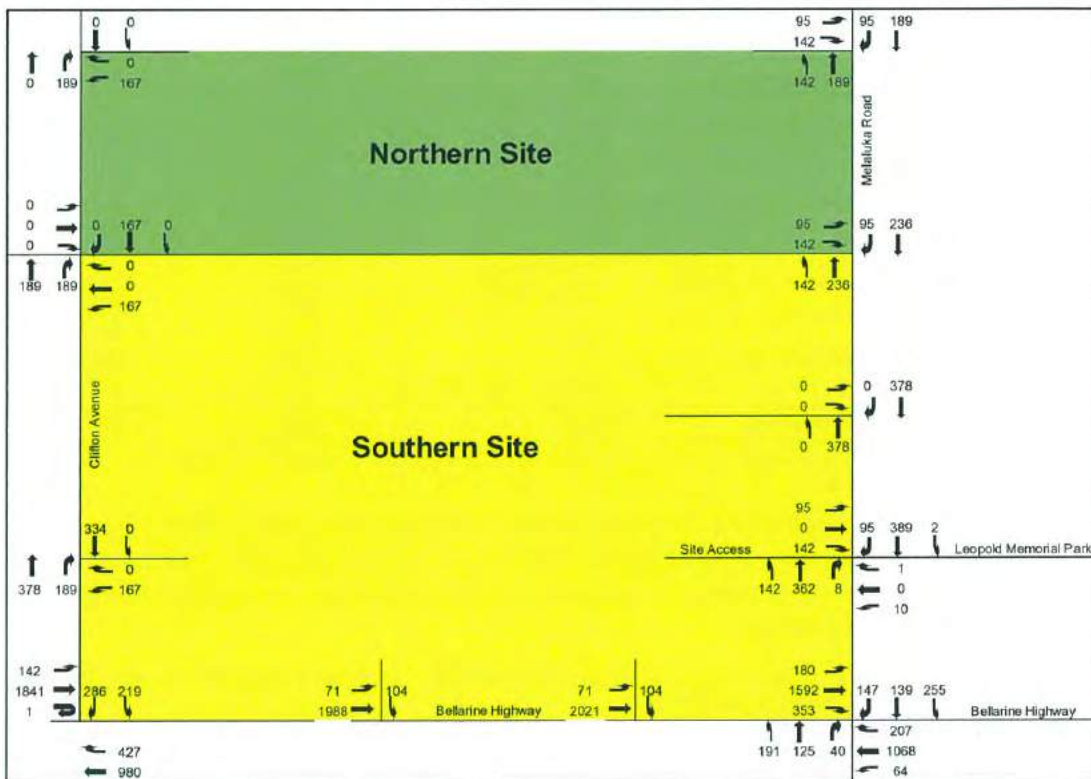 0 0
95 95 189
142
0
0 189 167
142 189
Northern Site
Mellaluka Road
0
0 0 167 0
0
95 95 236
142
0
189 189 0
167
142 236
Clifton Avenue
Southern Site
0 0 378
0
0 378
334 0
95
0 95 389 2
Site Access 142 Leopold Memorial Park
0
378 189 167
142 362 8
1
0
10
142
1841 286 219
1
71 104
1988 Bellarine Highway
71 104
2021
180
1592 147 139 255
353 Bellarine Highway
191 125 40
207
1068
64
427
980